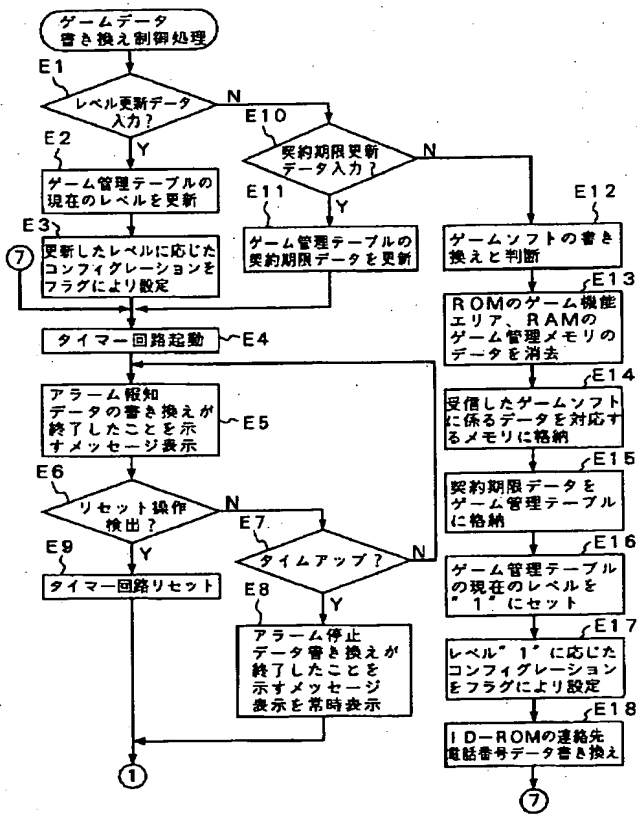 ゲームデータ
書き換え制御処理
E1
レベル更新データ
入力?
N
Y
E2
ゲーム管理テーブルの
現在のレベルを更新
E3
更新したレベルに応じた
コンフィグレーションを
フラグにより設定
⑦
E10
契約期限更新
データ入力?
N
Y
E11
ゲーム管理テーブルの
契約期限データを更新
タイマー回路起動
E4
アラーム報知
データの書き換えが
終了したことを示
すメッセージ表示
E5
E6
リセット操作
検出?
N
Y
E7
タイムアップ?
N
Y
E9
タイマー回路リセット
E8
アラーム停止
データ書き換えが
終了したことを
示すメッセージ
表示を常時表示
①
E12
ゲームソフトの書き
換えと判断
E13
ROMのゲーム機能
エリア、RAMの
ゲーム管理メモリの
データを消去
E14
受信したゲームソフト
に係るデータを対応す
るメモリに格納
E15
契約期限データを
ゲーム管理テーブル
に格納
E16
ゲーム管理テーブル
の現在のレベルを
"1"にセット
E17
レベル"1"に応じた
コンフィグレーション
をフラグにより設定
E18
ID-ROMの連絡先
電話番号データ書き換え
⑦